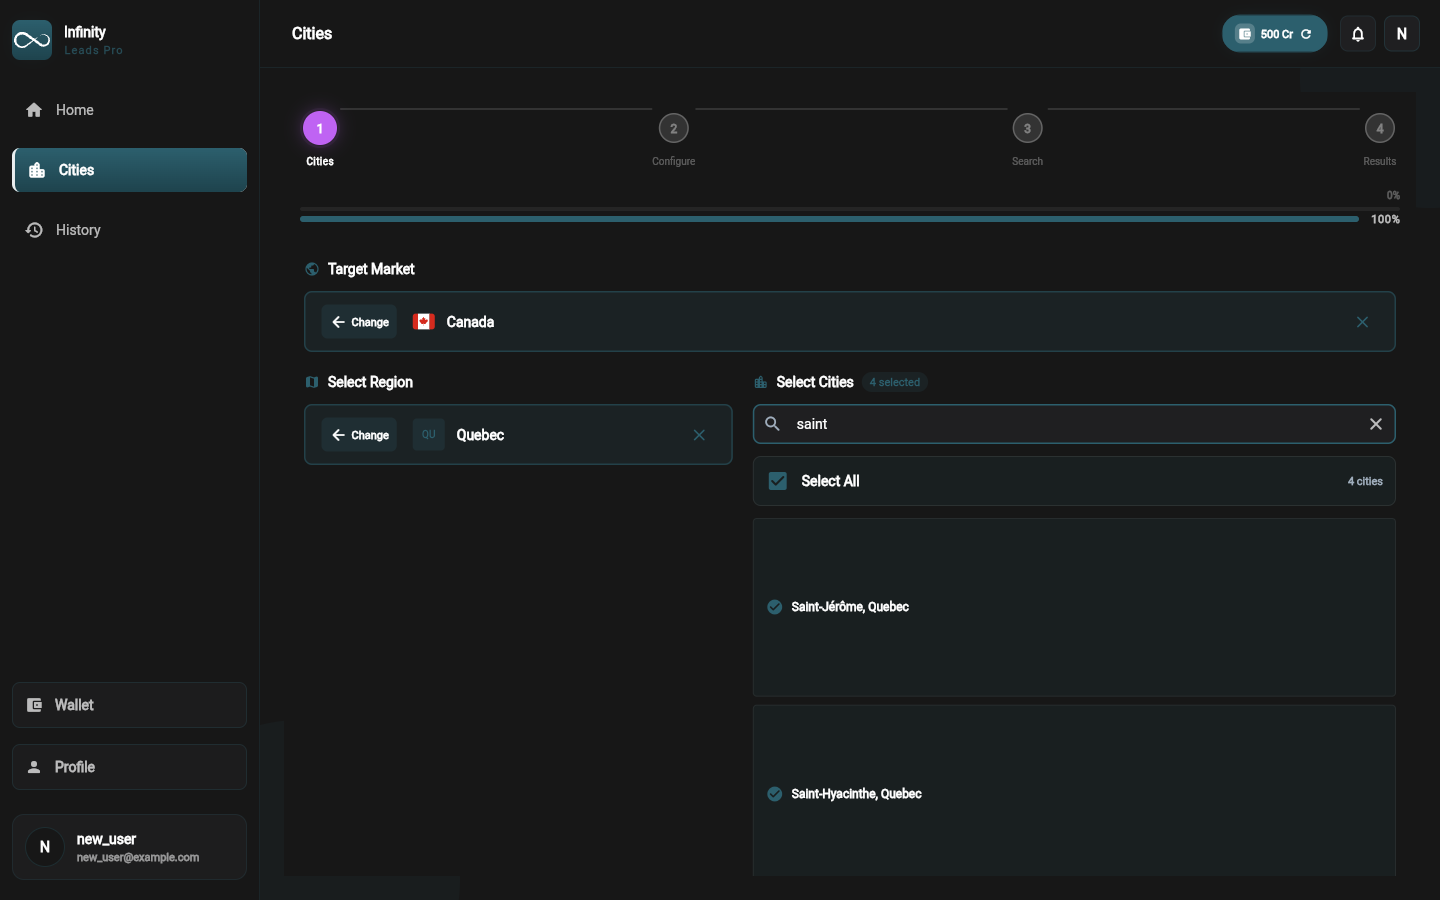 Infinity
Leads Pro
Home
Cities
History
Wallet
Profile
N
new_user
new_user@example.com
Cities
500 Cr
N
1
2
3
4
Cities
Configure
Search
Results
0%
100%
Target Market
Change
Canada
Select Region
Change
QU
Quebec
Select Cities
4 selected
saint
Select All
4 cities
Saint-Jérôme, Quebec
Saint-Hyacinthe, Quebec